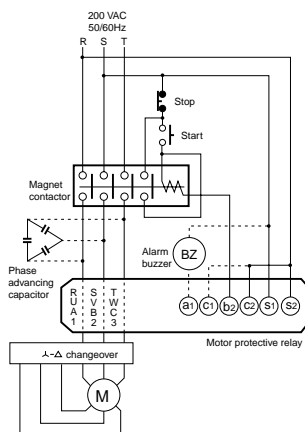 200 VAC
50/60Hz
R S T
Stop
Start
Magnet
contactor
Alarm
buzzer
BZ
Phase
advancing
capacitor
R S T
U V W
A B C
1 2 3
a1 c1 b2 c2 s1 s2
Motor protective relay
⅄-Δ changeover
M